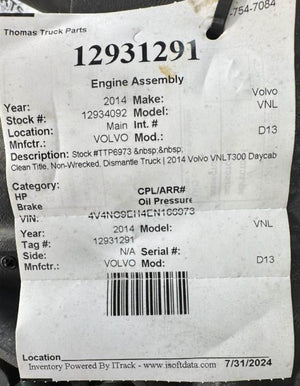 -754-7084
Thomas Truck Parts
12931291
Engine Assembly
Year: 2014 Make: Volvo
Stock #: 12934092 Model: VNL
Location: Main Int. #
Mnfctr.: VOLVO Mod: D13
Description: Stock #TTP6973 &nbsp;&nbsp;
Clean Title, Non-Wrecked, Dismantle Truck | 2014 Volvo VNLT300 Daycab
Category:
HP CPL/ARR#
Brake Oil Pressure
VIN: 4V4NC9EH4EN166973
Year: 2014 Model: VNL
Tag #: 12931291
Side: N/A Serial #:
Mnfctr.: VOLVO Mod: D13
Location
Inventory Powered By ITrack - www.isoftdata.com 7/31/2024